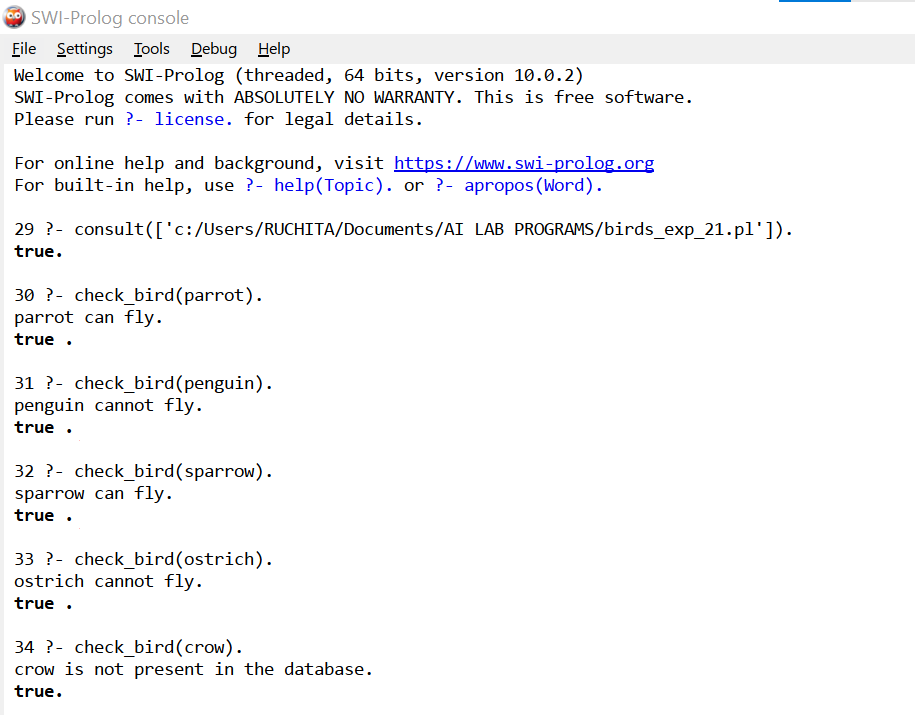 SWI-Prolog console
File Settings Tools Debug Help
Welcome to SWI-Prolog (threaded, 64 bits, version 10.0.2)
SWI-Prolog comes with ABSOLUTELY NO WARRANTY. This is free software.
Please run ?- license. for legal details.
For online help and background, visit https://www.swi-prolog.org
For built-in help, use ?- help(Topic). or ?- apropos(Word).
29 ?- consult(['c:/Users/RUCHITA/Documents/AI LAB PROGRAMS/birds_exp_21.pl']).
true.
30 ?- check_bird(parrot).
parrot can fly.
true .
31 ?- check_bird(penguin).
penguin cannot fly.
true .
32 ?- check_bird(sparrow).
sparrow can fly.
true .
33 ?- check_bird(ostrich).
ostrich cannot fly.
true .
34 ?- check_bird(crow).
crow is not present in the database.
true.